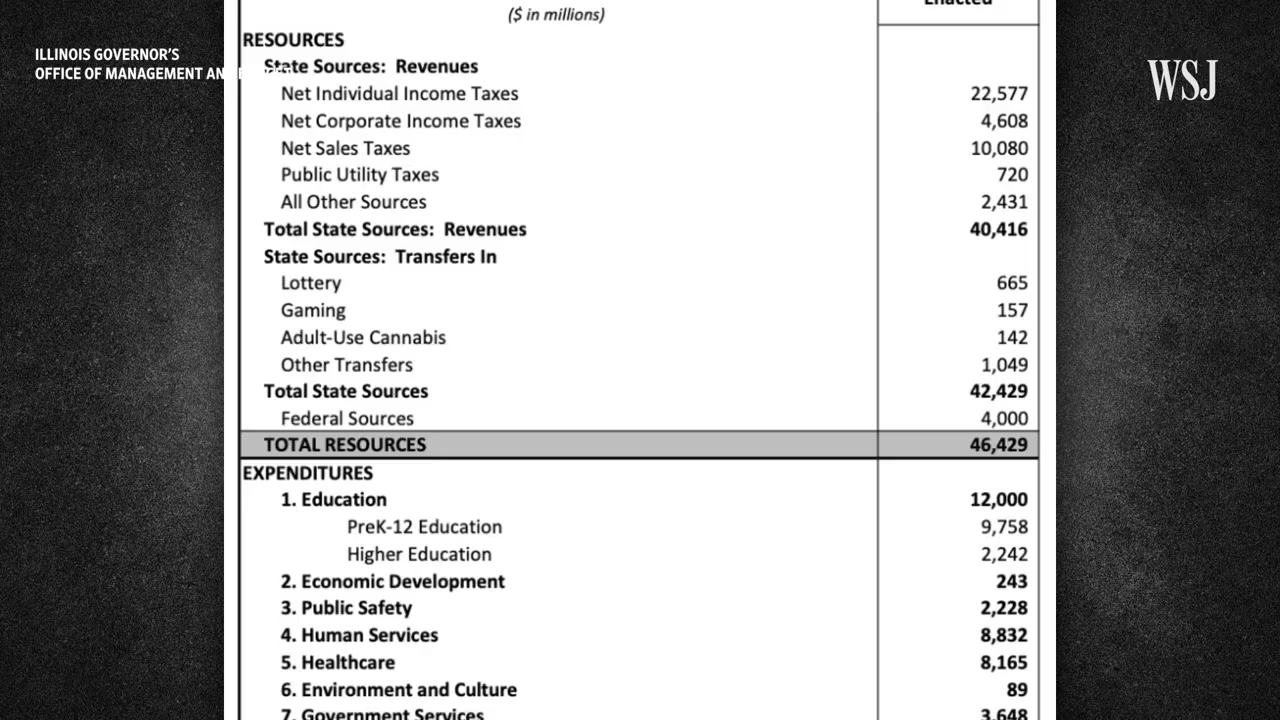 ILLINOIS GOVERNOR'S
OFFICE OF MANAGEMENT AN
WSJ
Enacted
($ in millions)
RESOURCES
State Sources: Revenues
Net Individual Income Taxes 22,577
Net Corporate Income Taxes 4,608
Net Sales Taxes 10,080
Public Utility Taxes 720
All Other Sources 2,431
Total State Sources: Revenues 40,416
State Sources: Transfers In
Lottery 665
Gaming 157
Adult-Use Cannabis 142
Other Transfers 1,049
Total State Sources 42,429
Federal Sources 4,000
TOTAL RESOURCES 46,429
EXPENDITURES
1. Education 12,000
PreK-12 Education 9,758
Higher Education 2,242
2. Economic Development 243
3. Public Safety 2,228
4. Human Services 8,832
5. Healthcare 8,165
6. Environment and Culture 89
7. Government Services 3,648